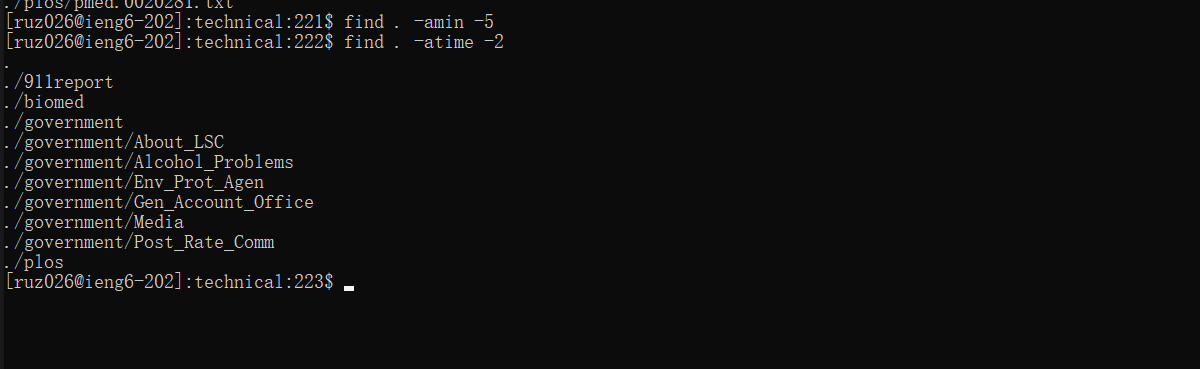 ./plos/pmed.0020281.txt
[ruz026@ieng6-202]:technical:221$ find . -amin -5
[ruz026@ieng6-202]:technical:222$ find . -atime -2
.
./911report
./biomed
./government
./government/About_LSC
./government/Alcohol_Problems
./government/Env_Prot_Agen
./government/Gen_Account_Office
./government/Media
./government/Post_Rate_Comm
./plos
[ruz026@ieng6-202]:technical:223$